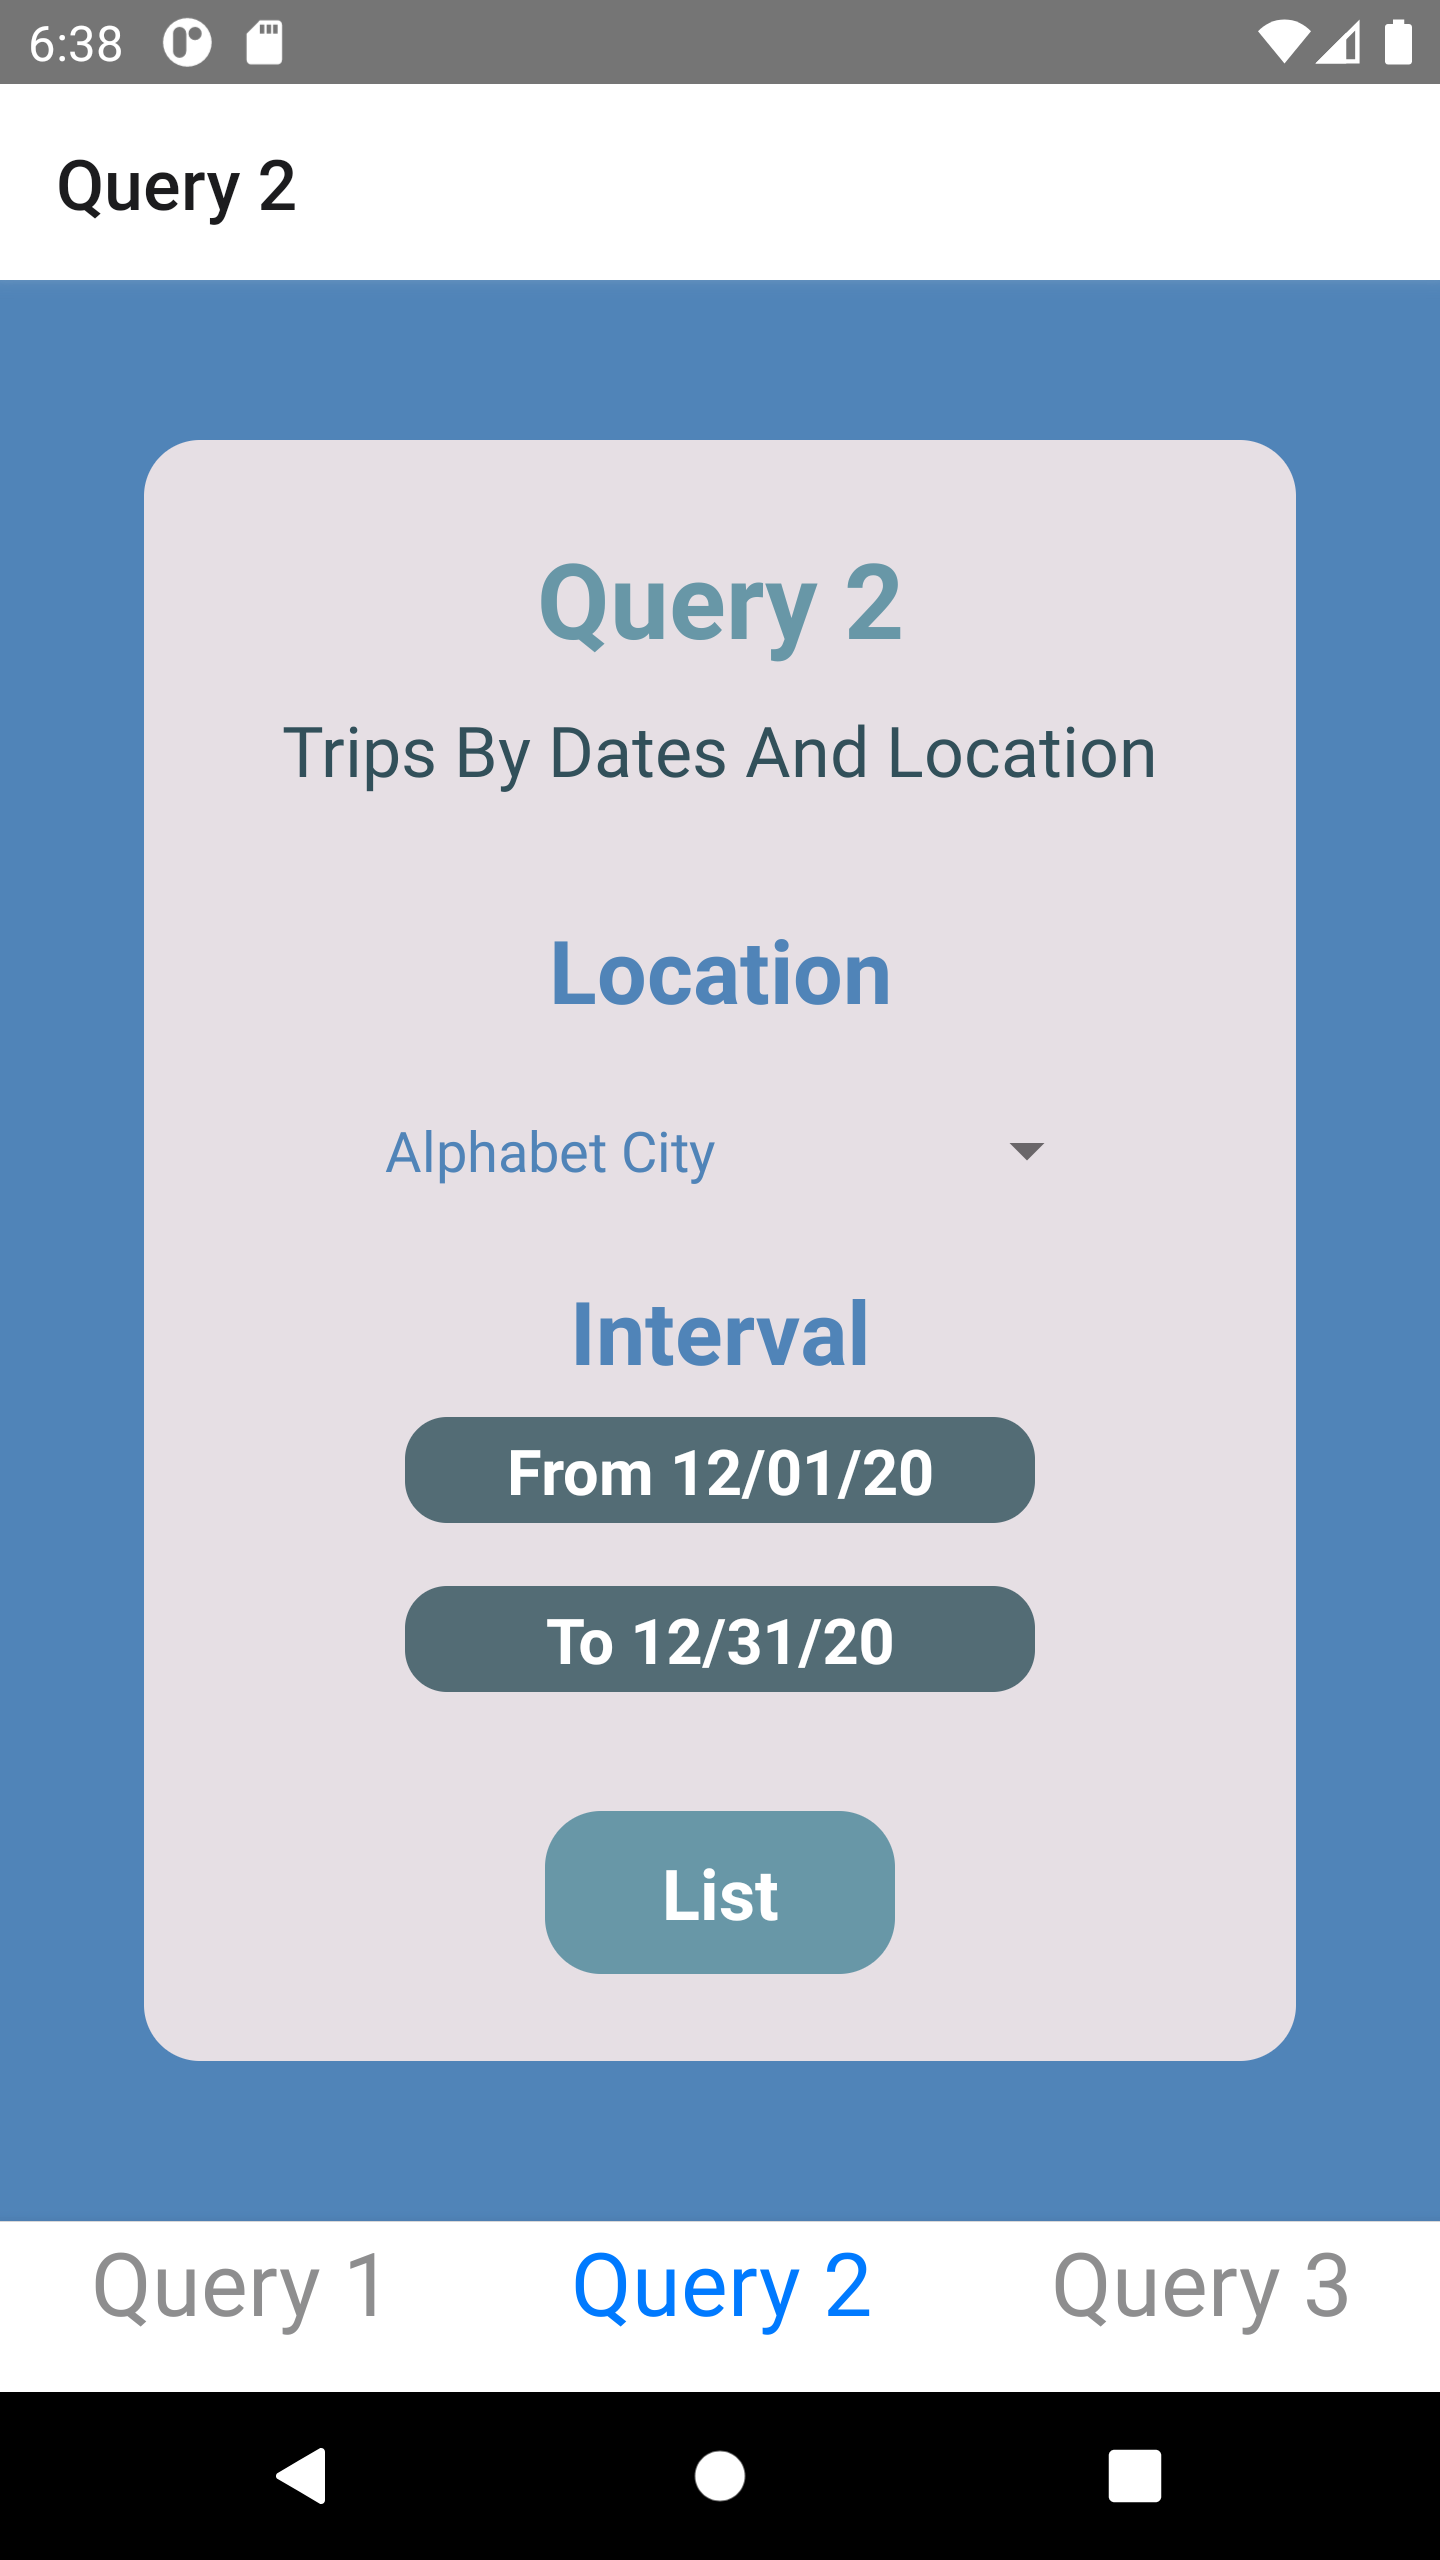 6:38
Query 2
Query 2
Trips By Dates And Location
Location
Alphabet City
Interval
From 12/01/20
To 12/31/20
List
Query 1 Query 2 Query 3